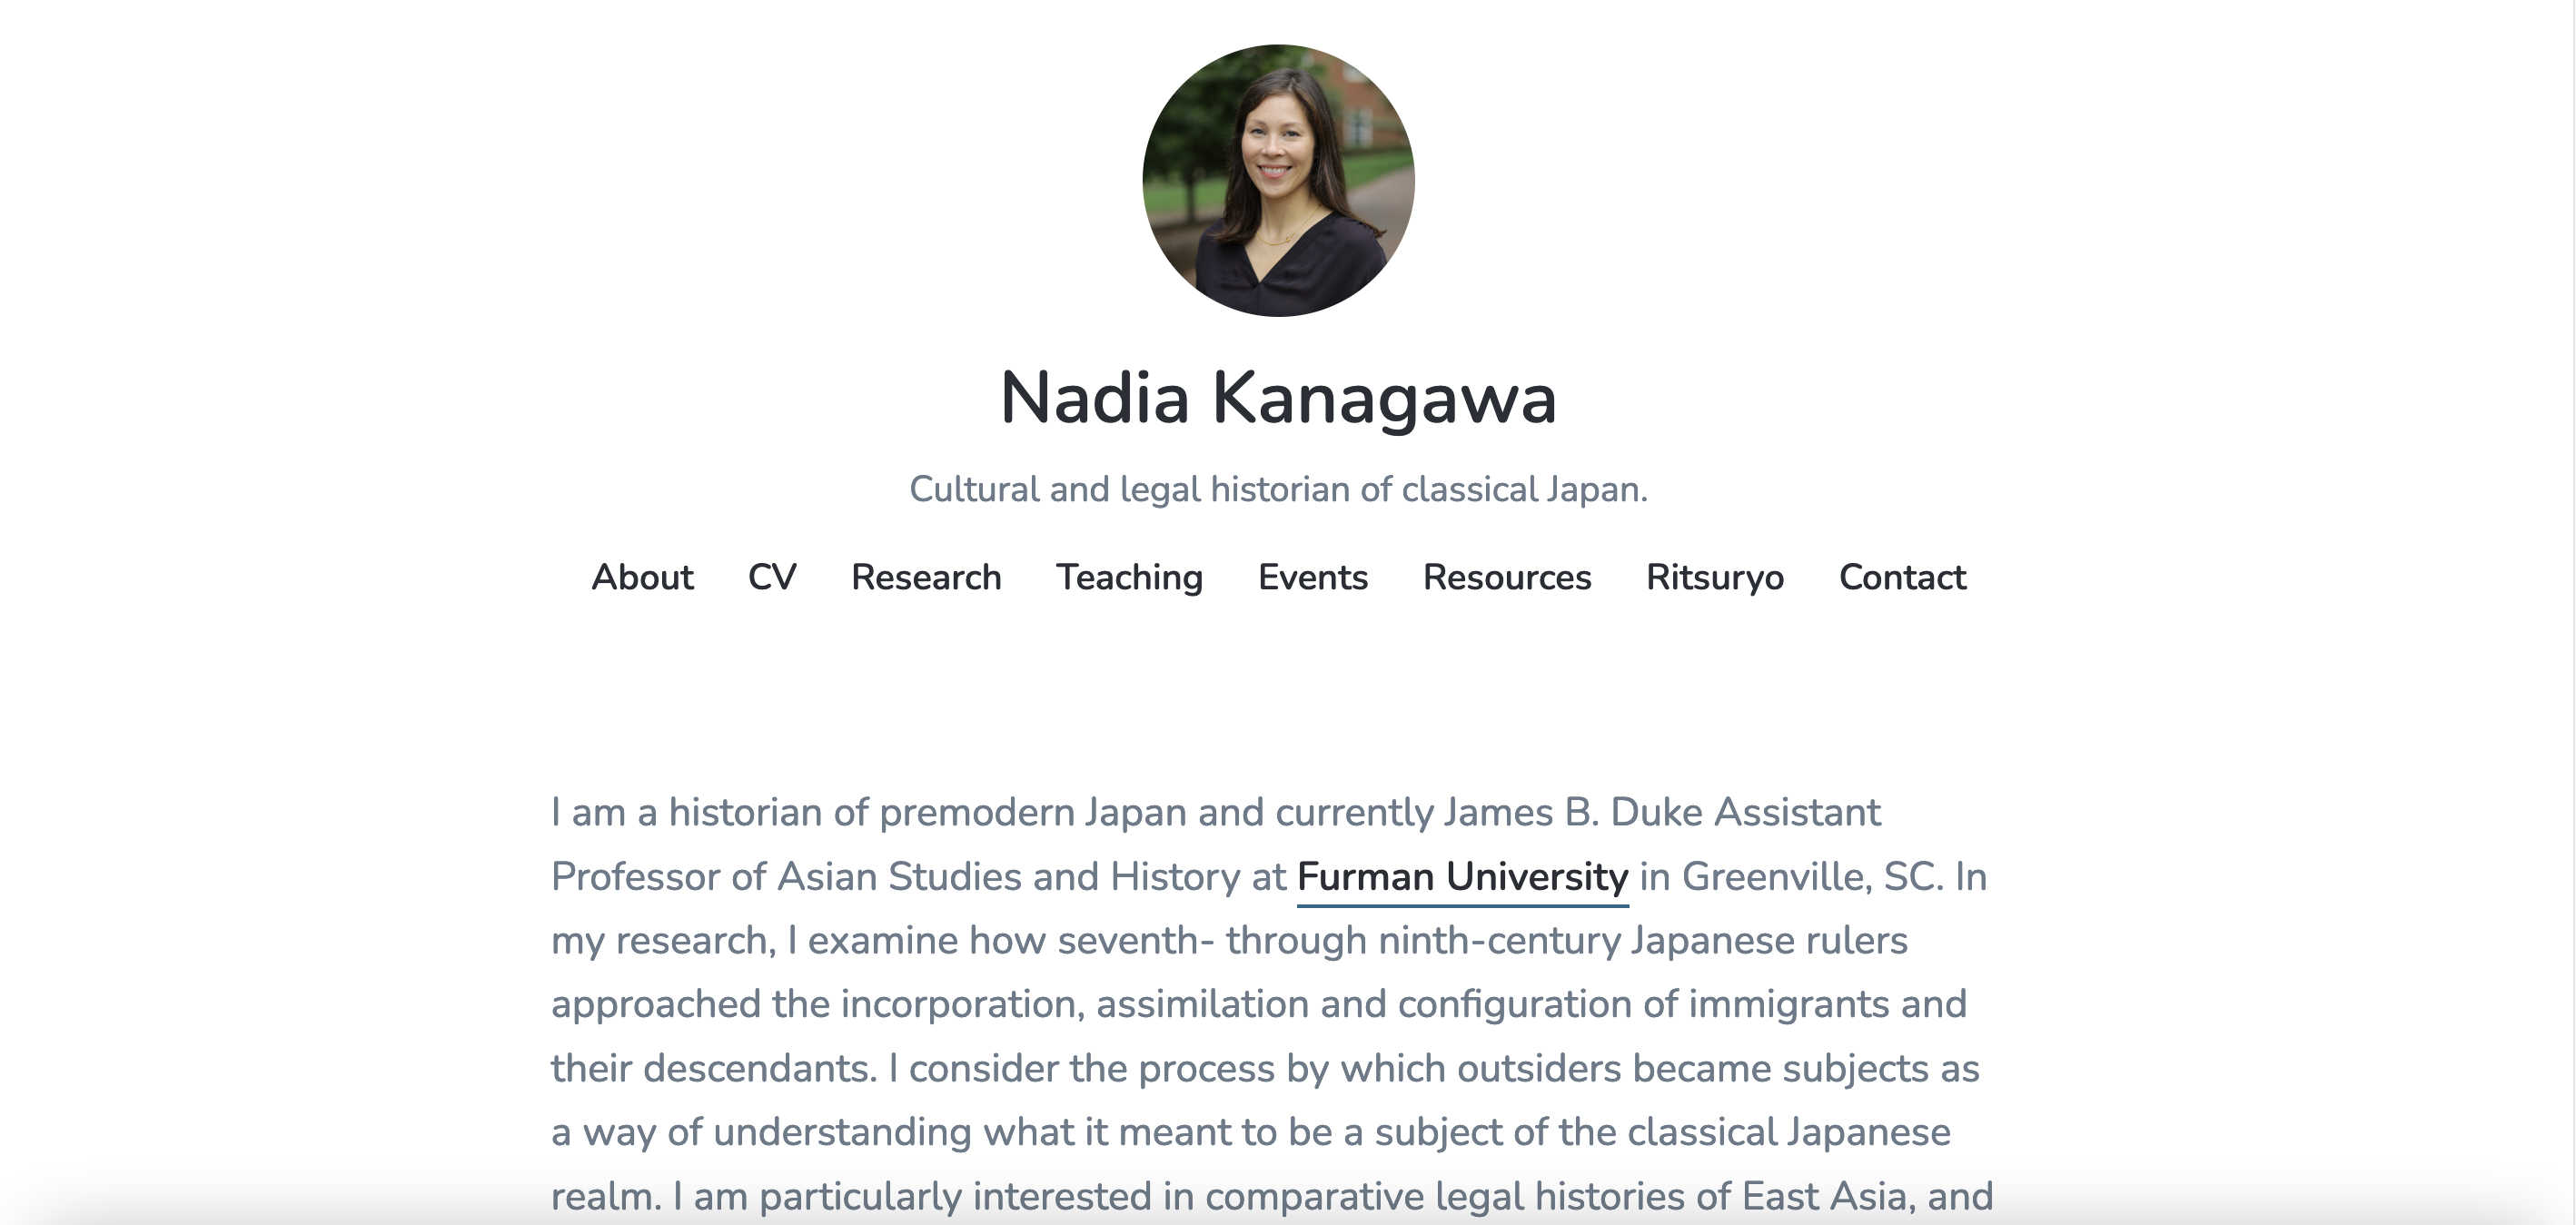 Nadia Kanagawa
Cultural and legal historian of classical Japan.
About CV Research Teaching Events Resources Ritsuryo Contact
I am a historian of premodern Japan and currently James B. Duke Assistant
Professor of Asian Studies and History at Furman University in Greenville, SC. In
my research, I examine how seventh- through ninth-century Japanese rulers
approached the incorporation, assimilation and configuration of immigrants and
their descendants. I consider the process by which outsiders became subjects as
a way of understanding what it meant to be a subject of the classical Japanese
realm. I am particularly interested in comparative legal histories of East Asia, and